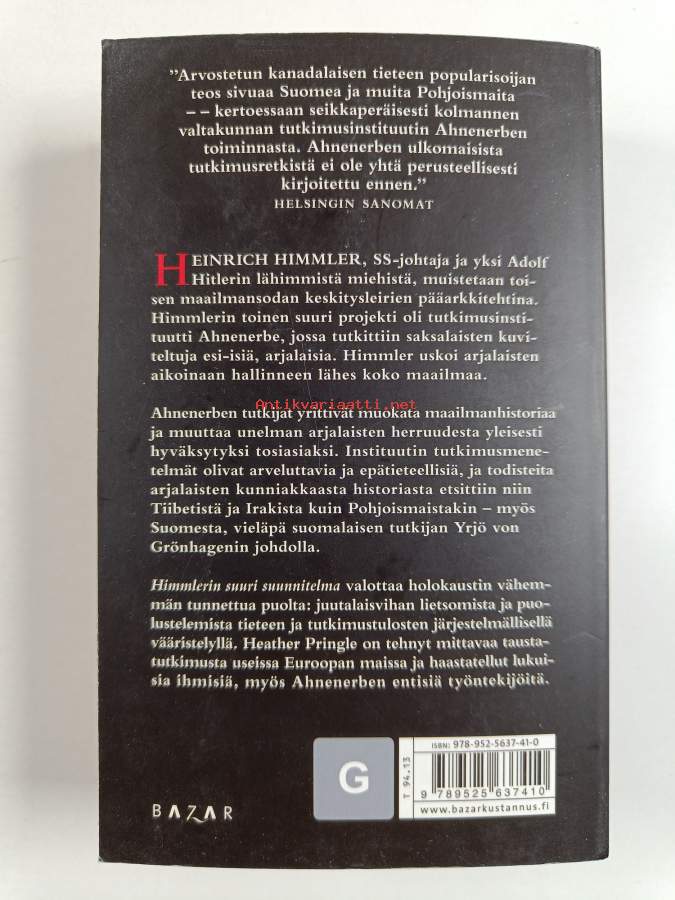 ”Arvostetun kanadalaisen tieteen popularisoijan
teos sivuaa Suomea ja muita Pohjoismaita
– – kertoessaan seikkaperäisesti kolmannen
valtakunnan tutkimusinstituutin Ahnenerben
toiminnasta. Ahnenerben ulkomaisista
tutkimusretkistä ei ole yhtä perusteellisesti
kirjoitettu ennen.”
HELSINGIN SANOMAT
HEINRICH HIMMLER, SS-johtaja ja yksi Adolf
Hitlerin lähimmistä miehistä, muistetaan toi-
sen maailmansodan keskitysleirien pääarkkitehtina.
Himmlerin toinen suuri projekti oli tutkimusinsti-
tuutti Ahnenerbe, jossa tutkittiin saksalaisten kuvi-
teltuja esi-isiä, arjalaisia. Himmler uskoi arjalaisten
aikoinaan hallinneen lähes koko maailmaa.
Antikvariaatti.net
Ahnenerben tutkijat yrittivät muokata maailmanhistoriaa
ja muuttaa unelman arjalaisten herruudesta yleisesti
hyväksytyksi tosiasiaksi. Instituutin tutkimusmene-
telmät olivat arveluttavia ja epätieteellisiä, ja todisteita
arjalaisten kunniakkaasta historiasta etsittiin niin
Tiibetistä ja Irakista kuin Pohjoismaistakin – myös
Suomesta, vieläpä suomalaisen tutkijan Yrjö von
Grönhagenin johdolla.
Himmlerin suuri suunnitelma valottaa holokaustin vähem-
män tunnettua puolta: juutalaisvihan lietsomista ja puo-
lustelemista tieteen ja tutkimustulosten järjestelmällisellä
vääristelyllä. Heather Pringle on tehnyt mittavaa tausta-
tutkimusta useissa Euroopan maissa ja haastatellut lukui-
sia ihmisiä, myös Ahnenerben entisiä työntekijöitä.
BAZAR
G
T 94.13
ISBN: 978-952-5637-41-0
9 789525 637410
www.bazarkustannus.fi